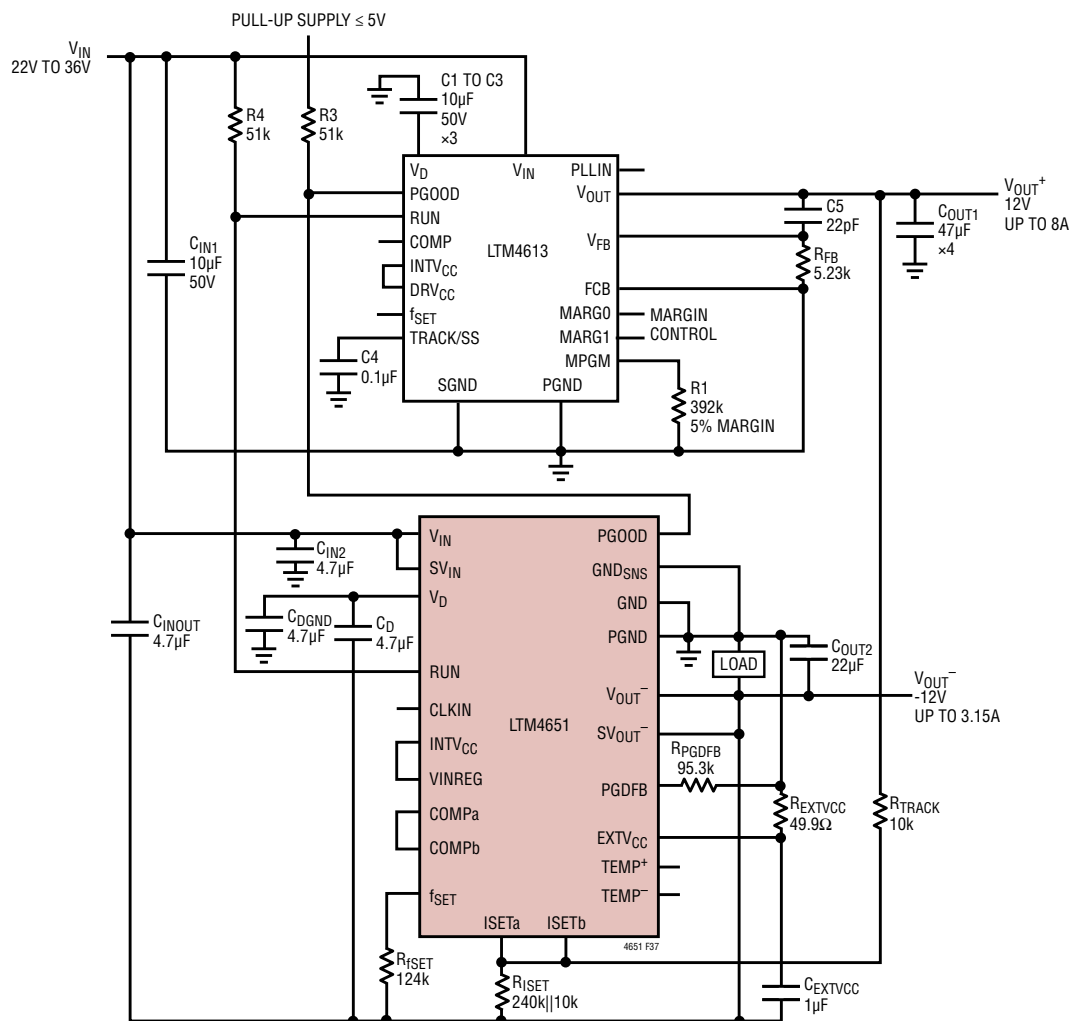 PULL-UP SUPPLY ≤ 5V
VIN
22V TO 36V
R4
51k
R3
51k
C1 TO C3
10µF
50V
×3
CIN1
10µF
50V
VD
VIN
PLLIN
PGOOD
VOUT
RUN
COMP
LTM4613
VFB
INTVCC
DRVCC
FCB
fSET
MARG0
MARG1
MARGIN
CONTROL
TRACK/SS
MPGM
SGND
PGND
C4
0.1µF
R1
392k
5% MARGIN
C5
22pF
RFB
5.23k
COUT1
47µF
×4
VOUT+
12V
UP TO 8A
VIN
PGOOD
SVIN
GNDSNS
VD
GND
PGND
RUN
VOUT–
CLKIN
LTM4651
SVOUT–
INTVCC
VINREG
PGDFB
COMPa
EXTVCC
COMPb
TEMP+
TEMP–
fSET
ISETa
ISETb
4651 F37
CIN2
4.7µF
CDGND
4.7µF
CD
4.7µF
CINOUT
4.7µF
LOAD
COUT2
22µF
VOUT–
-12V
UP TO 3.15A
RPGDFB
95.3k
REXTVCC
49.9Ω
RTRACK
10k
RfSET
124k
RISET
240k||10k
CEXTVCC
1µF